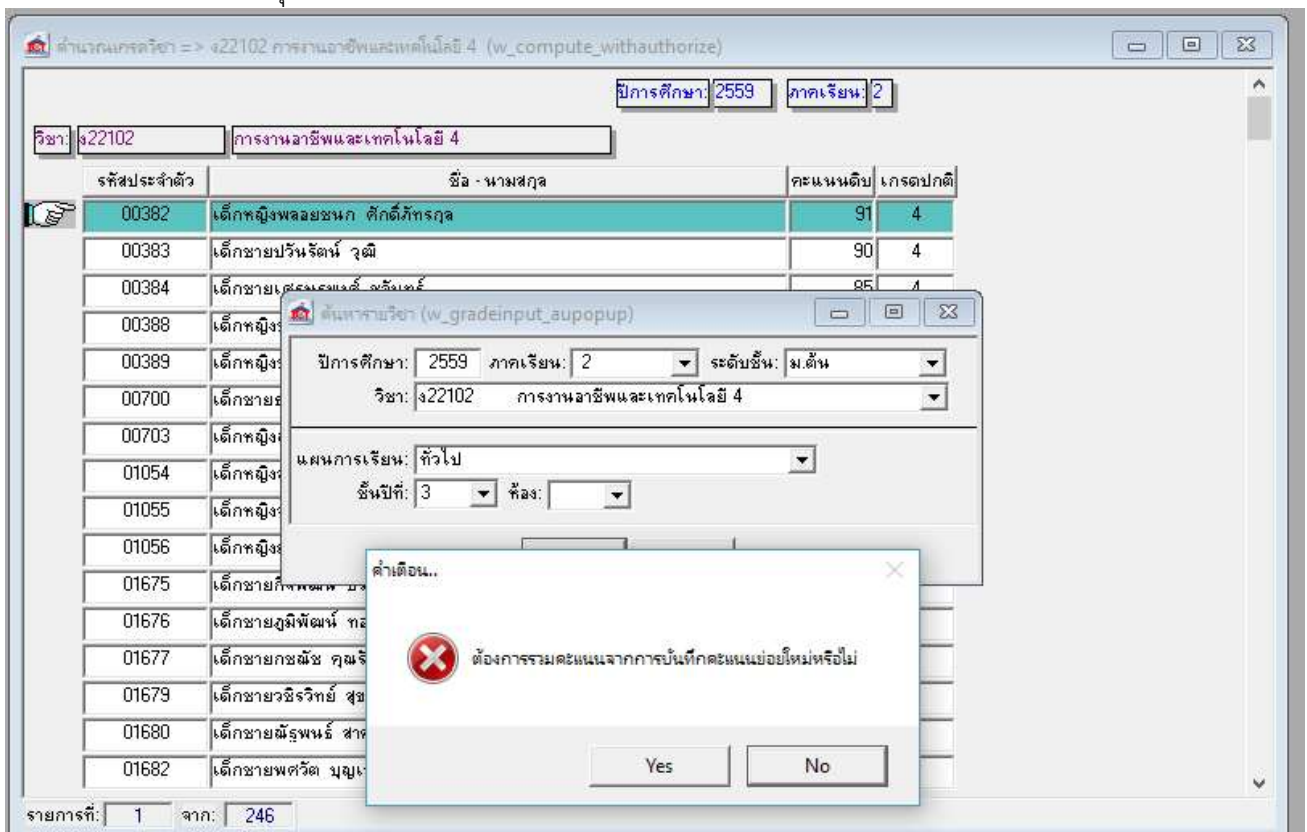 คำนวณเกรดวิชา => ง22102 การงานอาชีพและเทคโนโลยี 4 (w_compute_withauthorize)
ปีการศึกษา: 2559 ภาคเรียน: 2
วิชา: ง22102 การงานอาชีพและเทคโนโลยี 4
รหัสประจำตัว ชื่อ - นามสกุล คะแนนดิบ เกรดปกติ
00382 เด็กหญิงพลอยชนก ศักดิ์ภัทรกุล 91 4
00383 เด็กชายปวันรัตน์ วุฒิ 90 4
00384 85 4
00388 เด็กหญิง
00389 เด็กหญิง
00700 เด็กชาย
00703 เด็กหญิง
01054 เด็กหญิง
01055 เด็กหญิง
01056 เด็กหญิง
01675
01676 เด็กชายภูมิพัฒน์
01677 เด็กชายกชณัช
01679 เด็กชายวชิรวิทย์
01680 เด็กชายณัฐพนธ์
01682 เด็กชายพศวัต
รายการที่: 1 จาก: 246
ค้นหารายวิชา (w_gradeinput_aupopup)
ปีการศึกษา: 2559 ภาคเรียน: 2 ระดับชั้น: ม.ต้น
วิชา: ง22102 การงานอาชีพและเทคโนโลยี 4
แผนการเรียน: ทั่วไป
ชั้นปีที่: 3 ห้อง:
คำเตือน..
ต้องการรวมคะแนนจากการบันทึกคะแนนย่อยใหม่หรือไม่
Yes No